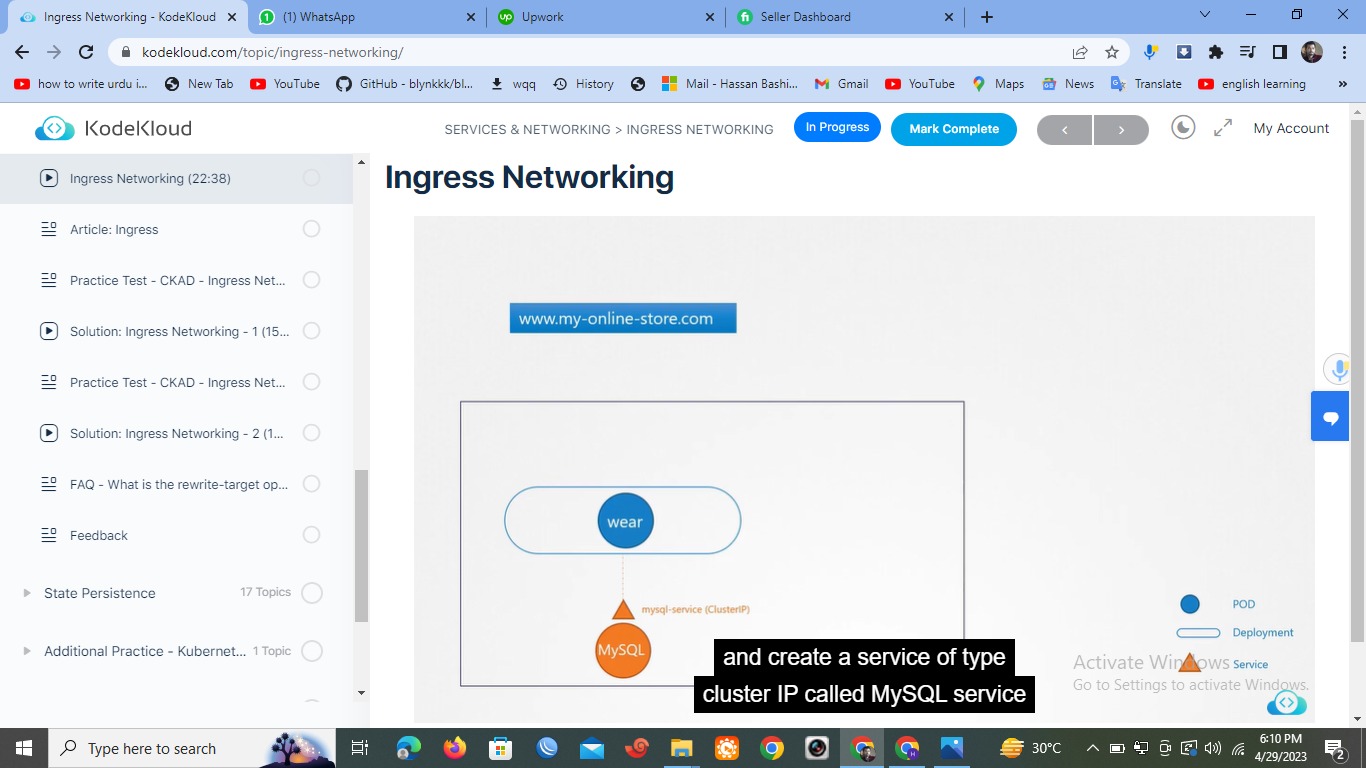 Ingress Networking - KodeKloud
(1) WhatsApp
Upwork
Seller Dashboard
kodekloud.com/topic/ingress-networking/
how to write urdu i...
New Tab
YouTube
GitHub - blynkkk/bl...
wqq
History
Mail - Hassan Bashi...
Gmail
YouTube
Maps
News
Translate
english learning
»
KodeKloud
SERVICES & NETWORKING > INGRESS NETWORKING
In Progress
Mark Complete
My Account
Ingress Networking (22:38)
Article: Ingress
Practice Test - CKAD - Ingress Net...
Solution: Ingress Networking - 1 (15...
Practice Test - CKAD - Ingress Net...
Solution: Ingress Networking - 2 (1...
FAQ - What is the rewrite-target op...
Feedback
State Persistence 17 Topics
Additional Practice - Kubernet... 1 Topic
Ingress Networking
www.my-online-store.com
wear
mysql-service (ClusterIP)
MySQL
POD
Deployment
Service
and create a service of type
cluster IP called MySQL service
Activate Windows
Go to Settings to activate Windows.
Type here to search
30°C
6:10 PM
4/29/2023
2